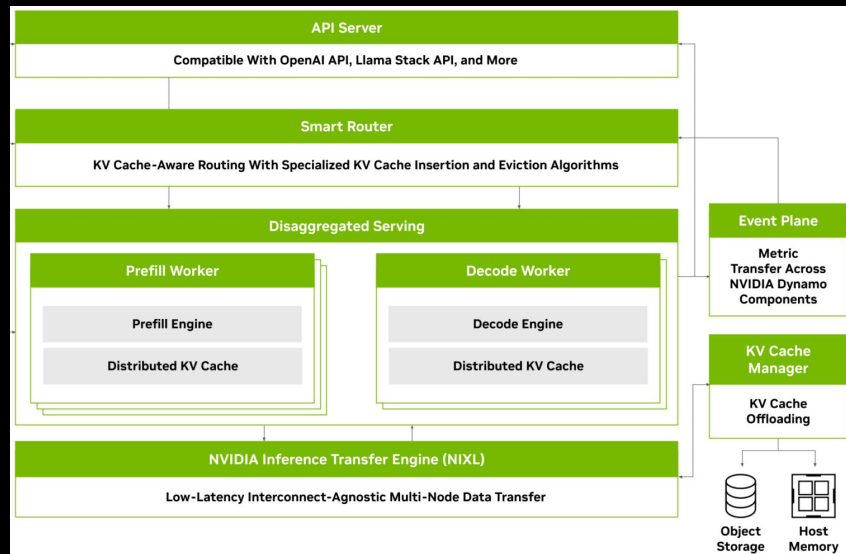 API Server
Compatible With OpenAI API, Llama Stack API, and More
Smart Router
KV Cache-Aware Routing With Specialized KV Cache Insertion and Eviction Algorithms
Disaggregated Serving
Prefill Worker
Prefill Engine
Distributed KV Cache
Decode Worker
Decode Engine
Distributed KV Cache
NVIDIA Inference Transfer Engine (NIXL)
Low-Latency Interconnect-Agnostic Multi-Node Data Transfer
Event Plane
Metric
Transfer Across
NVIDIA Dynamo
Components
KV Cache
Manager
KV Cache
Offloading
Object
Storage
Host
Memory